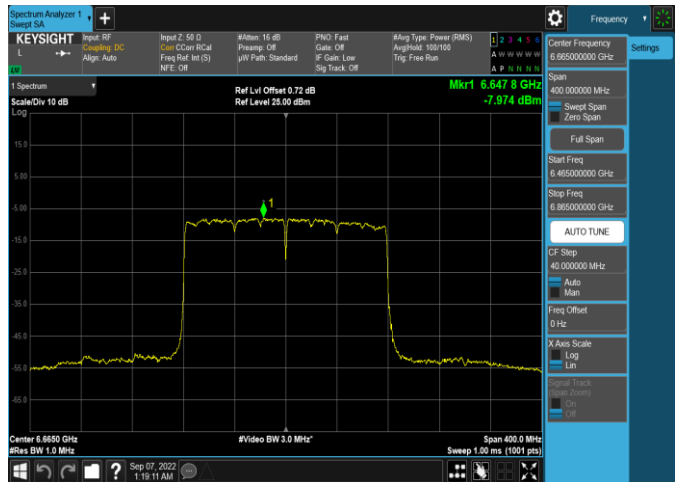 Spectrum Analyzer 1
Swept SA
Frequency
KEYSIGHT
L
Input: RF
Coupling: DC
Align: Auto
Input Z: 50 Ω
Corr CCorr RCal
Freq Ref: Int (S)
NFE: Off
#Atten: 16 dB
Preamp: Off
µW Path: Standard
PNO: Fast
Gate: Off
IF Gain: Low
Sig Track: Off
#Avg Type: Power (RMS)
Avg|Hold: 100/100
Trig: Free Run
1 2 3 4 5 6
A W W W W W
A P N N N N
1 Spectrum
Scale/Div 10 dB
Log
Ref Lvl Offset 0.72 dB
Ref Level 25.00 dBm
Mkr1 6.647 8 GHz
-7.974 dBm
15.0
5.00
-5.00
-15.0
-25.0
-35.0
-45.0
-55.0
-65.0
1
Center 6.6650 GHz
#Res BW 1.0 MHz
#Video BW 3.0 MHz*
Span 400.0 MHz
Sweep 1.00 ms (1001 pts)
Sep 07, 2022
1:19:11 AM
Center Frequency
6.665000000 GHz
Settings
Span
400.000000 MHz
Swept Span
Zero Span
Full Span
Start Freq
6.465000000 GHz
Stop Freq
6.865000000 GHz
AUTO TUNE
CF Step
40.000000 MHz
Auto
Man
Freq Offset
0 Hz
X Axis Scale
Log
Lin
Signal Track
(Span Zoom)
On
Off